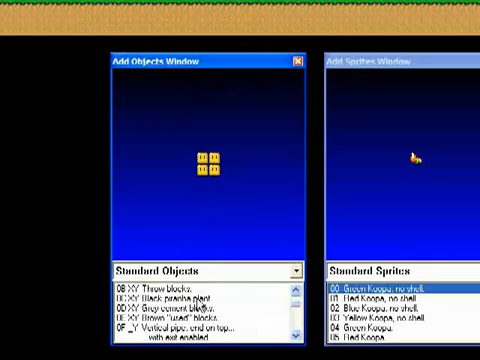 Add Objects Window
Add Sprites Window
Standard Objects
0B XY Throw blocks.
0C XY Black piranha plant.
0D XY Grey cement blocks.
0E XY Brown "used" blocks.
0F _Y Vertical pipe, end on top...
...with exit enabled
Standard Sprites
00 Green Koopa, no shell.
01 Red Koopa, no shell.
02 Blue Koopa, no shell.
03 Yellow Koopa, no shell.
04 Green Koopa.
05 Red Koopa.